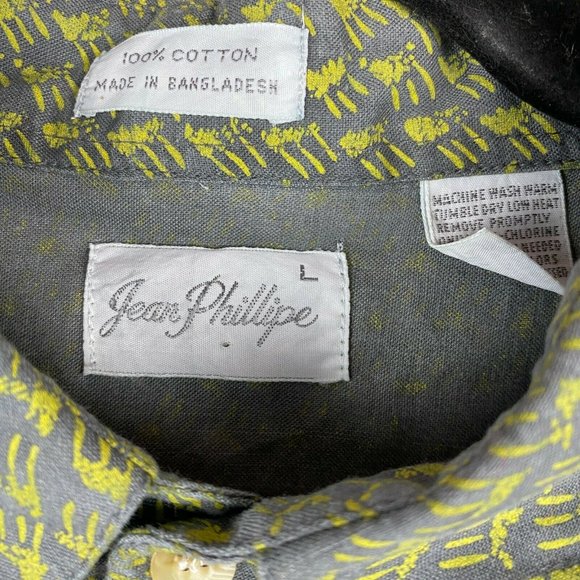 100% COTTON
MADE IN BANGLADESH
MACHINE WASH WARM
TUMBLE DRY LOW HEAT
REMOVE PROMPTLY
CHLORINE
NEEDED
L
Jean Phillipe